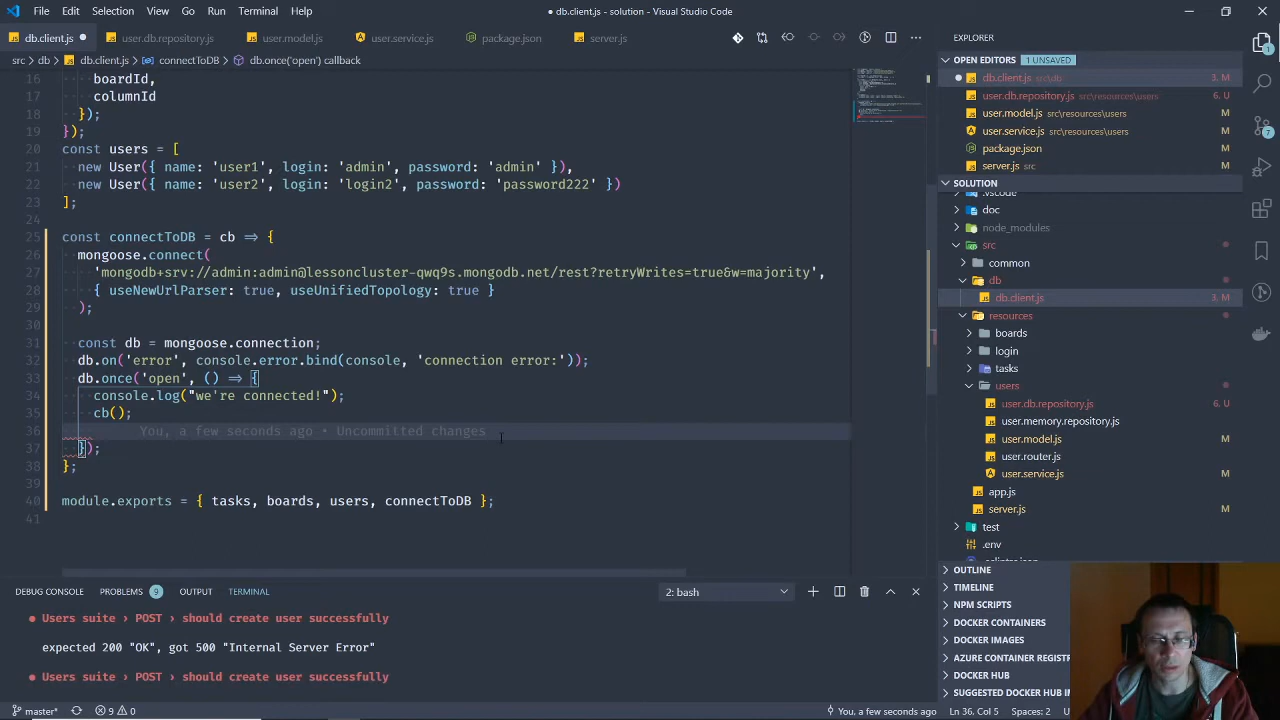 File Edit Selection View Go Run Terminal Help
● db.client.js - solution - Visual Studio Code
db.client.js ●
user.db.repository.js
user.model.js
user.service.js
package.json
server.js
src > db > db.client.js > connectToDB > db.once('open') callback
16 boardId,
17 columnId
18 });
19 });
20 const users = [
21 new User({ name: 'user1', login: 'admin', password: 'admin' }),
22 new User({ name: 'user2', login: 'login2', password: 'password222' })
23 ];
24
25 const connectToDB = cb => {
26 mongoose.connect(
27 'mongodb+srv://admin:admin@lessoncluster-qwq9s.mongodb.net/rest?retryWrites=true&w=majority',
28 { useNewUrlParser: true, useUnifiedTopology: true }
29 );
30
31 const db = mongoose.connection;
32 db.on('error', console.error.bind(console, 'connection error:'));
33 db.once('open', () => {
34 console.log("we're connected!");
35 cb();
36 You, a few seconds ago • Uncommitted changes
37 });
38 };
39
40 module.exports = { tasks, boards, users, connectToDB };
41
DEBUG CONSOLE PROBLEMS 9 OUTPUT TERMINAL
2: bash
● Users suite › POST › should create user successfully
expected 200 "OK", got 500 "Internal Server Error"
● Users suite › POST › should create user successfully
master* 9 0
You, a few seconds ago Ln 36, Col 5 Spaces: 2
EXPLORER
OPEN EDITORS 1 UNSAVED
● db.client.js src\db 3, M
user.db.repository.js src\resources\users 6, U
user.model.js src\resources\users M
user.service.js src\resources\users M
package.json M
server.js src M
SOLUTION
.vscode
doc
node_modules
src
common
db
db.client.js 3, M
resources
boards
login
tasks
users
user.db.repository.js 6, U
user.memory.repository.js
user.model.js M
user.router.js
user.service.js M
app.js
server.js M
test
.env
OUTLINE
TIMELINE
NPM SCRIPTS
DOCKER CONTAINERS
DOCKER IMAGES
AZURE CONTAINER REGISTR
DOCKER HUB
SUGGESTED DOCKER HUB IM
1
7